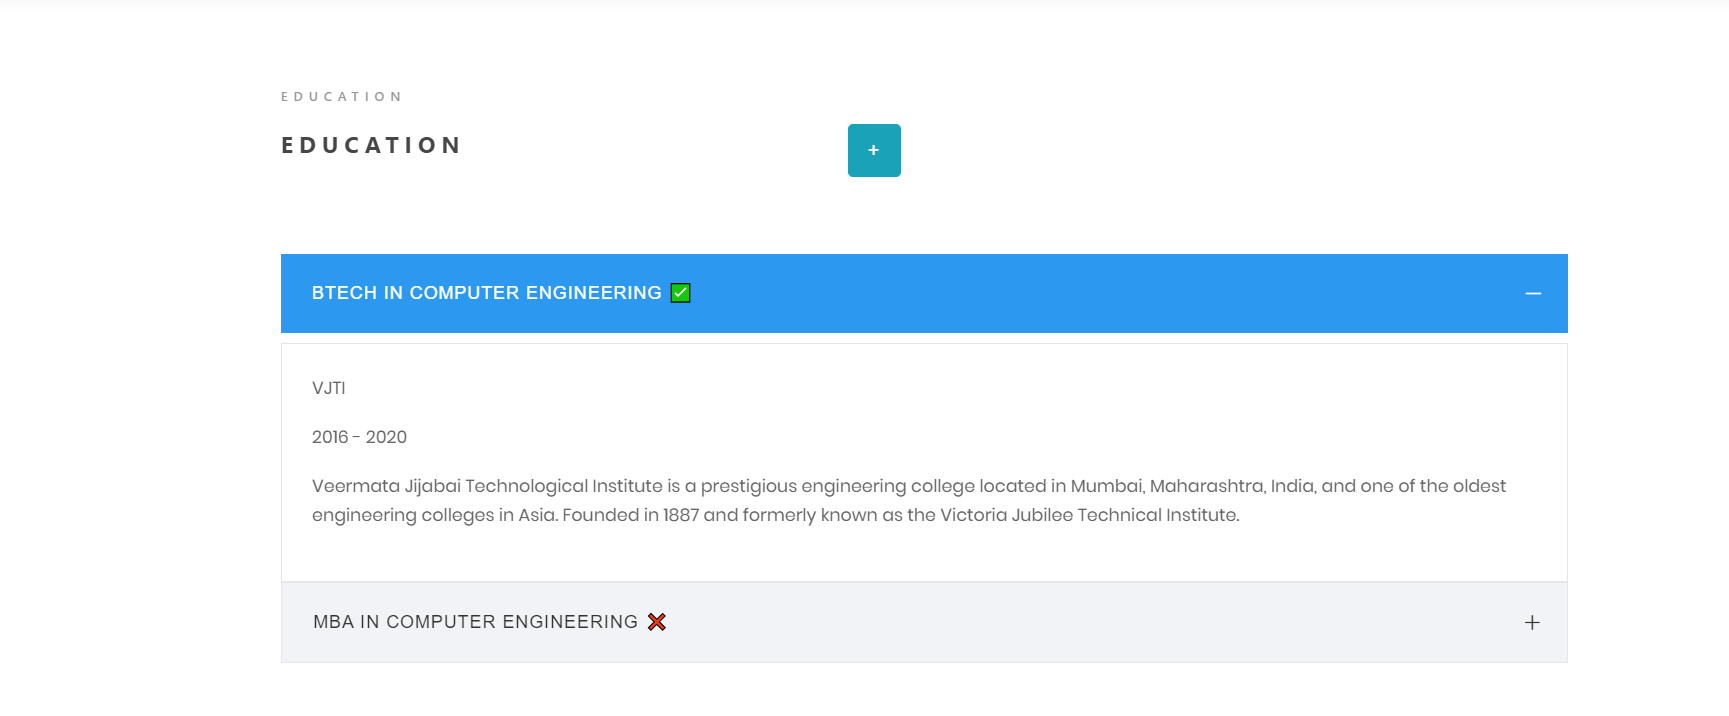 EDUCATION
EDUCATION
+
BTECH IN COMPUTER ENGINEERING ✅
VJTI
2016 - 2020
Veermata Jijabai Technological Institute is a prestigious engineering college located in Mumbai, Maharashtra, India, and one of the oldest
engineering colleges in Asia. Founded in 1887 and formerly known as the Victoria Jubilee Technical Institute.
MBA IN COMPUTER ENGINEERING ❌